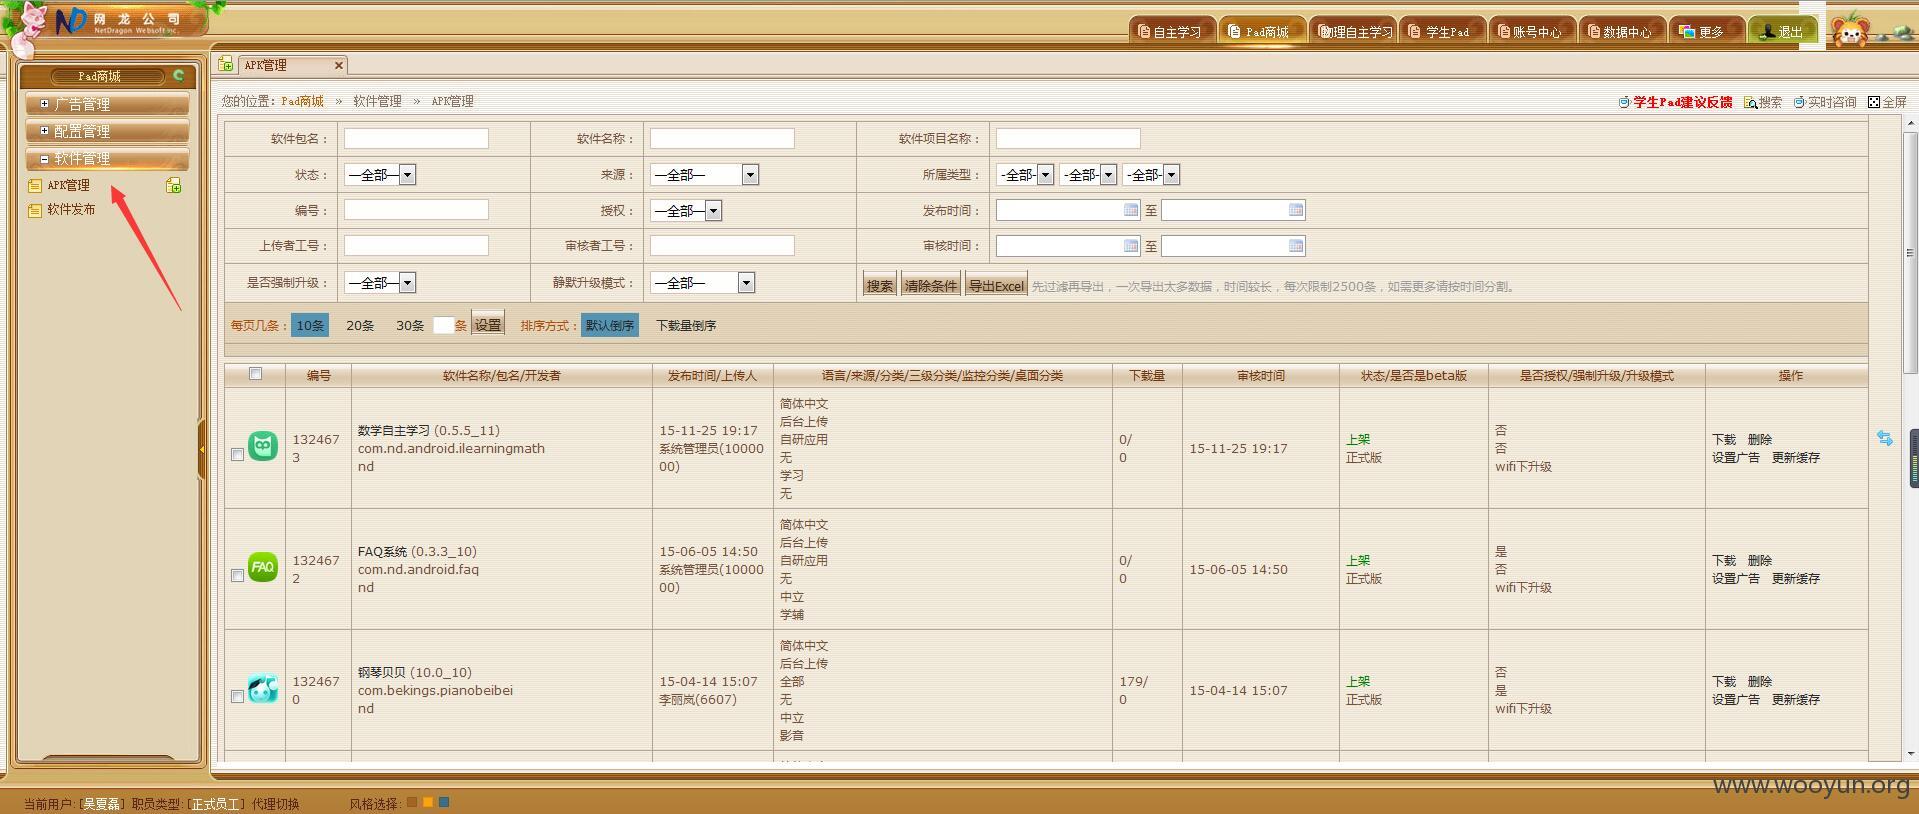 网龙公司
NetDragon Websoft Inc.
自主学习
Pad商城
物理自主学习
学生Pad
账号中心
数据中心
更多
退出
Pad商城
广告管理
配置管理
软件管理
APK管理
软件发布
APK管理
您的位置：Pad商城 » 软件管理 » APK管理
学生Pad建议反馈 搜索 实时咨询 全屏
软件包名： 软件名称： 软件项目名称：
状态： —全部— 来源： —全部— 所属类型： -全部- -全部- -全部-
编号： 授权： —全部— 发布时间： 至
上传者工号： 审核者工号： 审核时间： 至
是否强制升级： —全部— 静默升级模式： —全部— 搜索 清除条件 导出Excel 先过滤再导出，一次导出太多数据，时间较长，每次限制2500条，如需更多请按时间分割。
每页几条： 10条 20条 30条 条 设置 排序方式： 默认倒序 下载量倒序
编号 软件名称/包名/开发者 发布时间/上传人 语言/来源/分类/三级分类/监控分类/桌面分类 下载量 审核时间 状态/是否是beta版 是否授权/强制升级/升级模式 操作
132467
3
数学自主学习 (0.5.5_11)
com.nd.android.ilearningmath
nd
15-11-25 19:17
系统管理员(10000
00)
简体中文
后台上传
自研应用
无
学习
无
0/
0
15-11-25 19:17
上架
正式版
否
否
wifi下升级
下载 删除
设置广告 更新缓存
FAQ
132467
2
FAQ系统 (0.3.3_10)
com.nd.android.faq
nd
15-06-05 14:50
系统管理员(10000
00)
简体中文
后台上传
自研应用
无
中立
学辅
0/
0
15-06-05 14:50
上架
正式版
是
否
wifi下升级
下载 删除
设置广告 更新缓存
132467
0
钢琴贝贝 (10.0_10)
com.bekings.pianobeibei
nd
15-04-14 15:07
李丽岚(6607)
简体中文
后台上传
全部
无
中立
影音
179/
0
15-04-14 15:07
上架
正式版
否
是
wifi下升级
下载 删除
设置广告 更新缓存
当前用户:[吴夏磊] 职员类型:[正式员工] 代理切换 风格选择:
www.wooyun.org